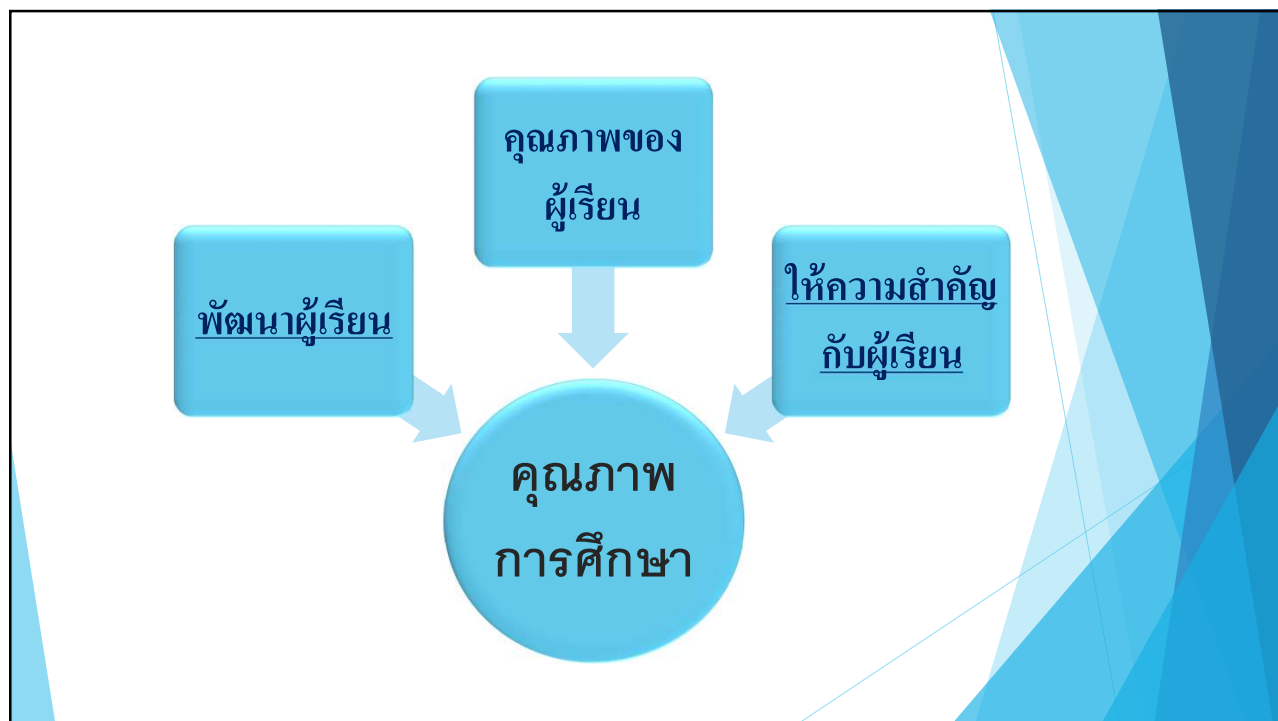 คุณภาพของ
ผู้เรียน
พัฒนาผู้เรียน
ให้ความสำคัญ
กับผู้เรียน
คุณภาพ
การศึกษา